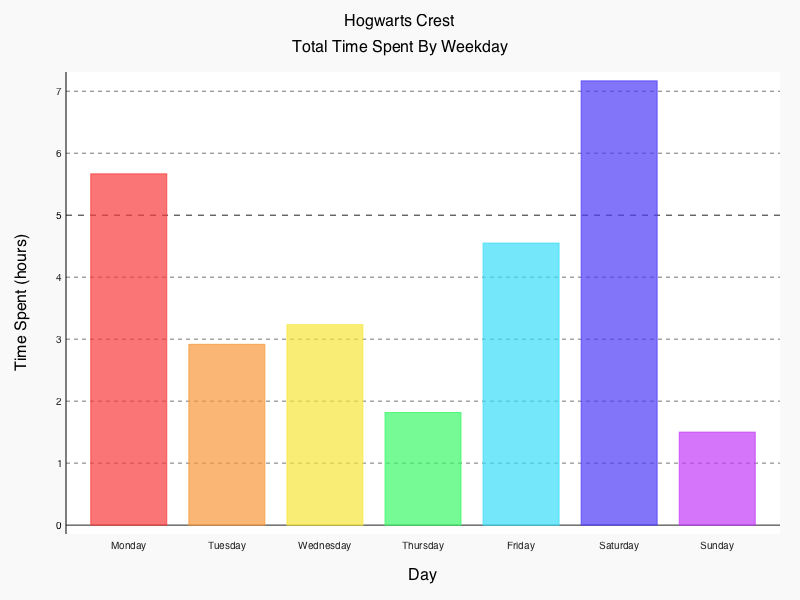 Hogwarts Crest
Total Time Spent By Weekday
Time Spent (hours)
7
6
5
4
3
2
1
0
Monday Tuesday Wednesday Thursday Friday Saturday Sunday
Day